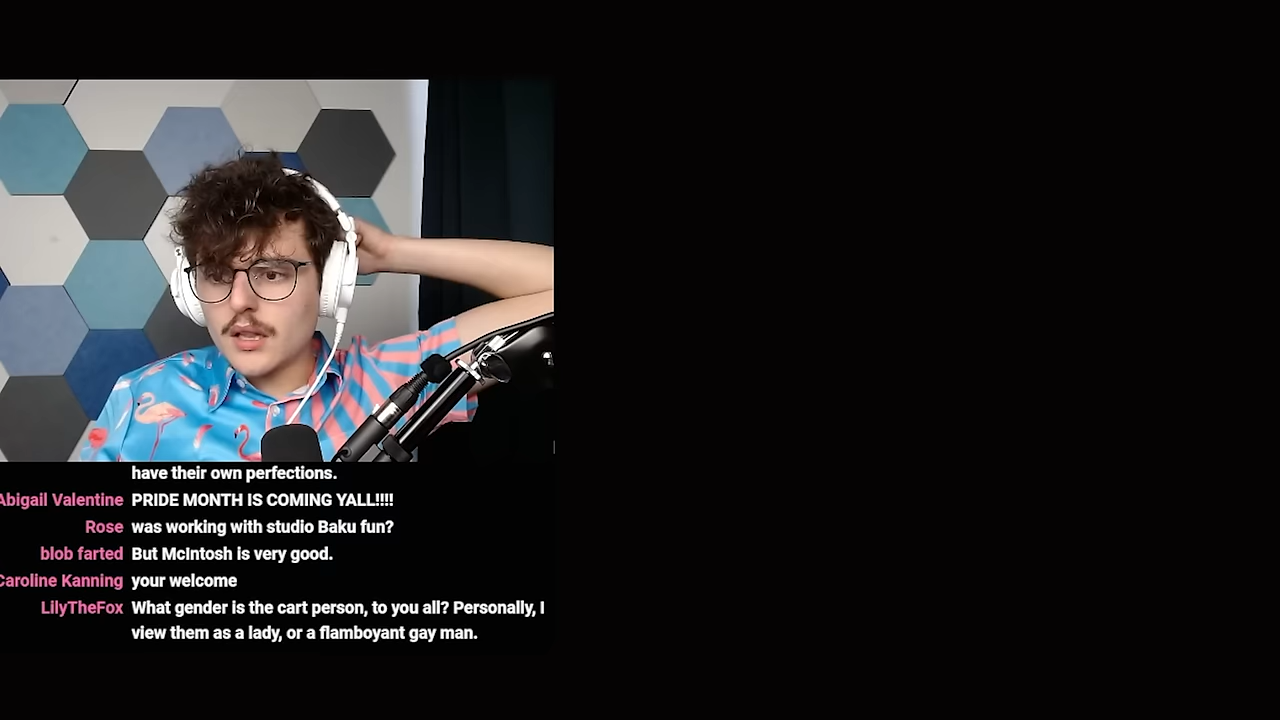 have their own perfections.
Abigail Valentine PRIDE MONTH IS COMING YALL!!!!
Rose was working with studio Baku fun?
blob farted But McIntosh is very good.
Caroline Kanning your welcome
LilyTheFox What gender is the cart person, to you all? Personally, I
view them as a lady, or a flamboyant gay man.